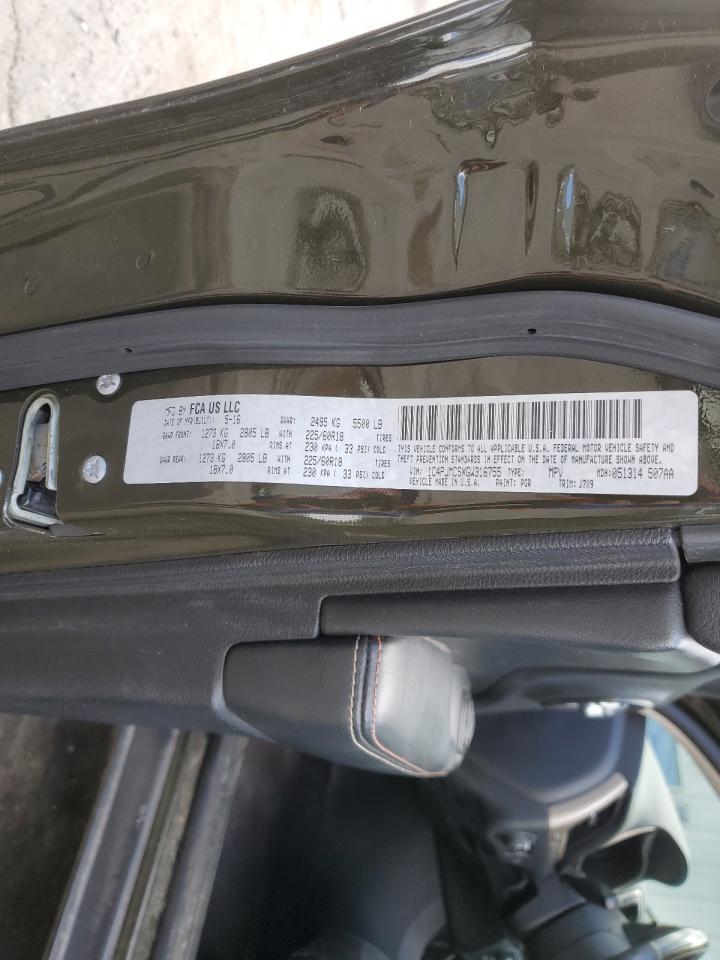 MFD BY FCA US LLC
DATE OF MFR(BUILT): 5-16 GVWR: 2495 KG 5500 LB
GAWR FRONT: 1273 KG 2805 LB WITH 225/60R18 TIRES
18X7.0 RIMS AT 230 KPA ( 33 PSI) COLD
GAWR REAR: 1273 KG 2805 LB WITH 225/60R18 TIRES
18X7.0 RIMS AT 230 KPA ( 33 PSI) COLD
THIS VEHICLE CONFORMS TO ALL APPLICABLE U.S.A. FEDERAL MOTOR VEHICLE SAFETY AND
THEFT PREVENTION STANDARDS IN EFFECT ON THE DATE OF MANUFACTURE SHOWN ABOVE.
VIN: 1C4PJMCSXGW316755 TYPE: MPV MDH: 051314 507AA
VEHICLE MADE IN U.S.A. PAINT: PGR TRIM: J7X9